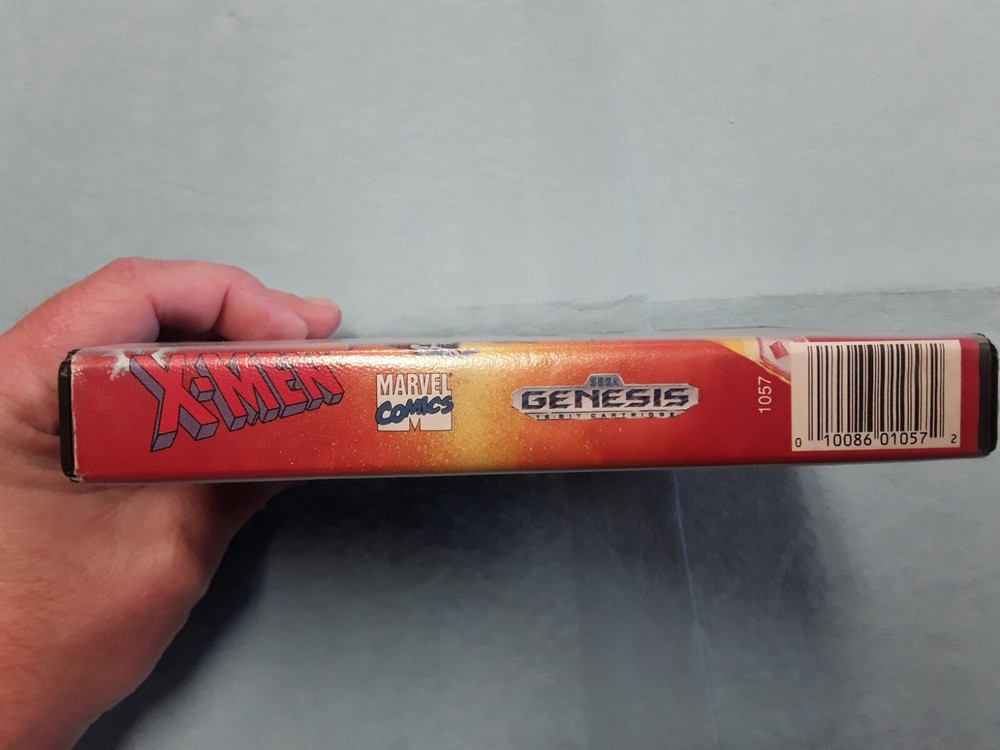 X-MEN
MARVEL
COMICS
M
SEGA
GENESIS
16-BIT CARTRIDGE
1057
0 10086 01057 2